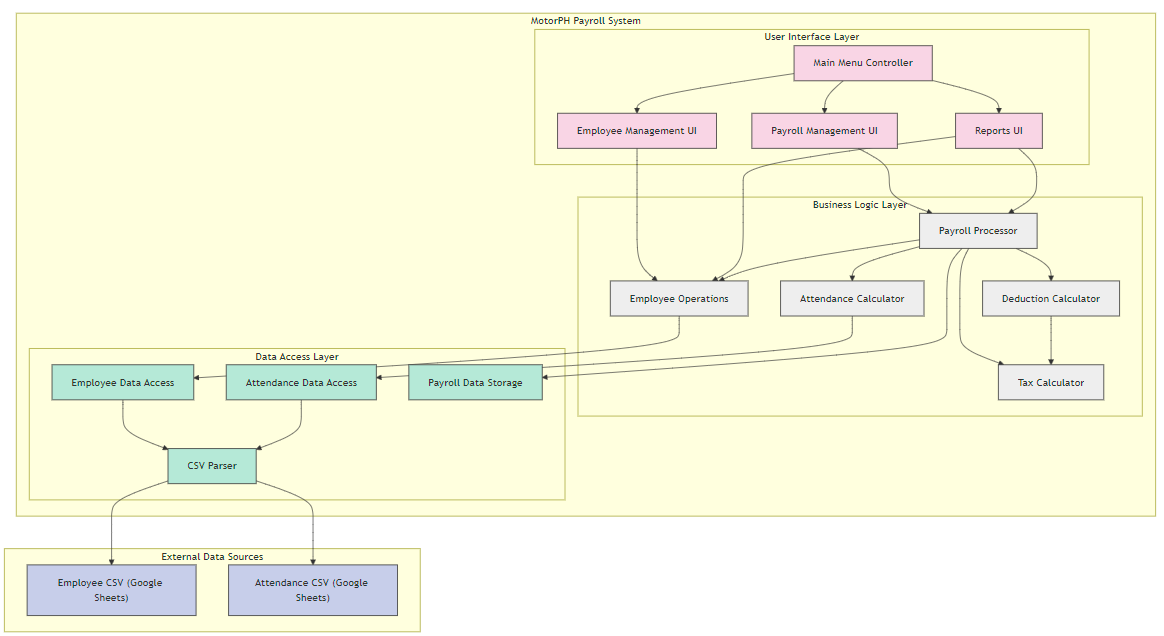 MotorPH Payroll System
User Interface Layer
Main Menu Controller
Employee Management UI
Payroll Management UI
Reports UI
Business Logic Layer
Payroll Processor
Employee Operations
Attendance Calculator
Deduction Calculator
Tax Calculator
Data Access Layer
Employee Data Access
Attendance Data Access
Payroll Data Storage
CSV Parser
External Data Sources
Employee CSV (Google
Sheets)
Attendance CSV (Google
Sheets)